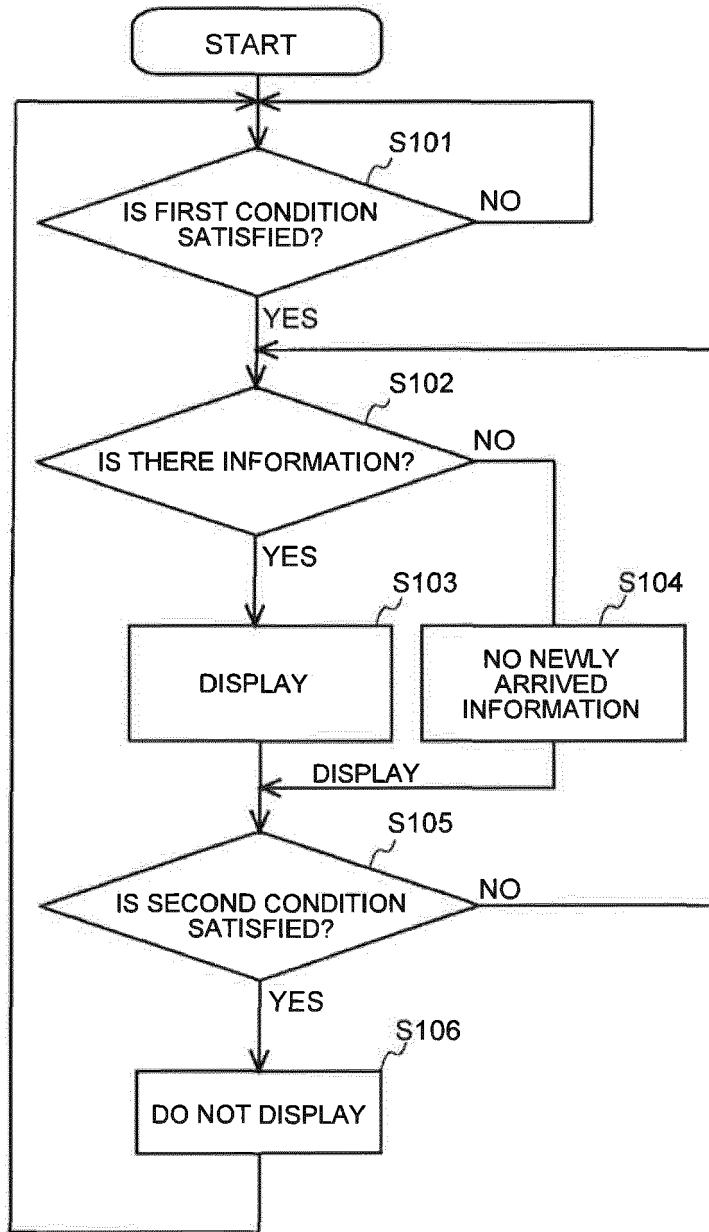 START
S101
IS FIRST CONDITION
SATISFIED?
NO
YES
S102
IS THERE INFORMATION?
NO
YES
S103
DISPLAY
S104
NO NEWLY
ARRIVED
INFORMATION
DISPLAY
S105
IS SECOND CONDITION
SATISFIED?
NO
YES
S106
DO NOT DISPLAY